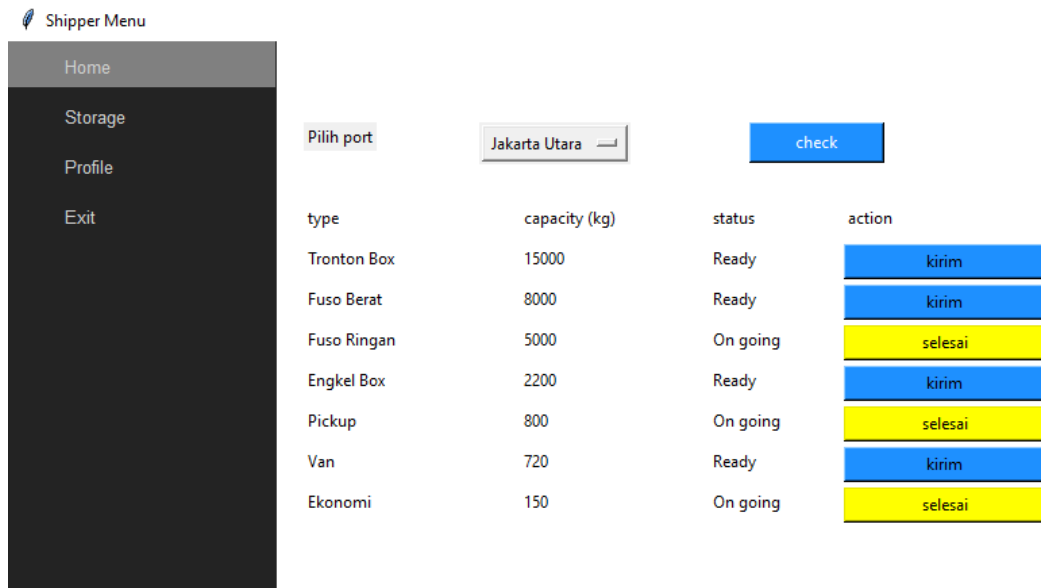 Shipper Menu
Home
Storage
Profile
Exit
Pilih port Jakarta Utara check
type capacity (kg) status action
Tronton Box 15000 Ready kirim
Fuso Berat 8000 Ready kirim
Fuso Ringan 5000 On going selesai
Engkel Box 2200 Ready kirim
Pickup 800 On going selesai
Van 720 Ready kirim
Ekonomi 150 On going selesai